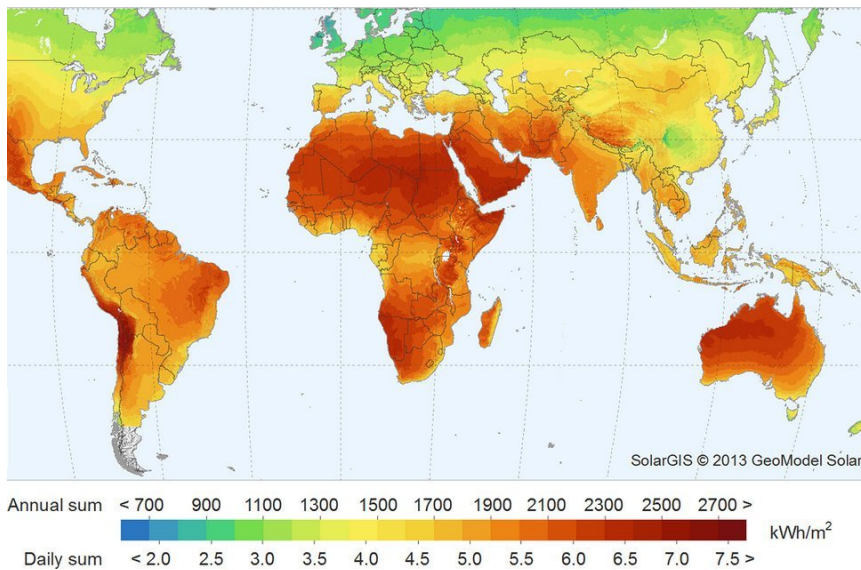 SolarGIS © 2013 GeoModel Solar
Annual sum < 700 900 1100 1300 1500 1700 1900 2100 2300 2500 2700 >
kWh/m²
Daily sum < 2.0 2.5 3.0 3.5 4.0 4.5 5.0 5.5 6.0 6.5 7.0 7.5 >